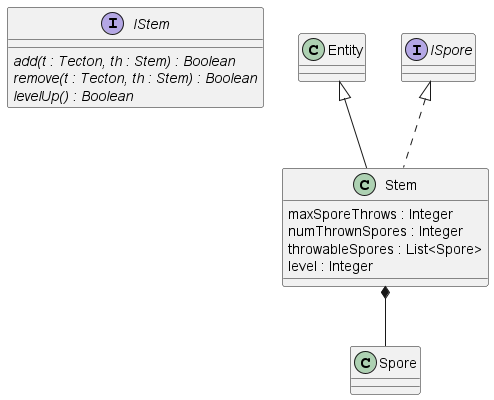 I IStem
add(t : Tecton, th : Stem) : Boolean
remove(t : Tecton, th : Stem) : Boolean
levelUp() : Boolean
C Entity
I ISpore
C Stem
maxSporeThrows : Integer
numThrownSpores : Integer
throwableSpores : List<Spore>
level : Integer
C Spore